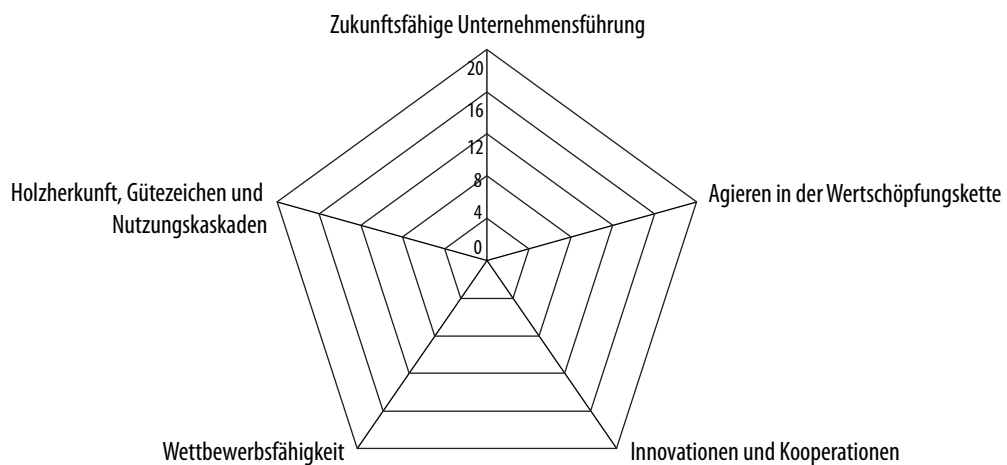 Zukunftsfähige Unternehmensführung
20
16
12
8
4
0
Holzherkunft, Gütezeichen und
Nutzungskaskaden
Agieren in der Wertschöpfungskette
Wettbewerbsfähigkeit
Innovationen und Kooperationen